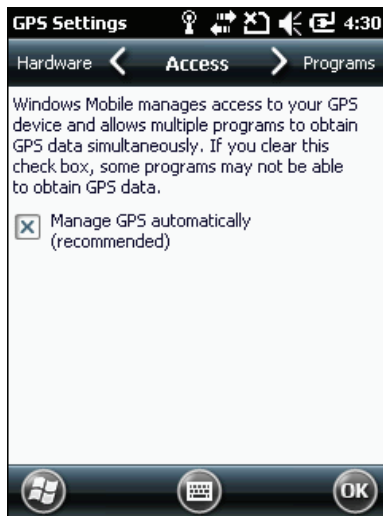 GPS Settings 4:30
Hardware Access Programs
Windows Mobile manages access to your GPS
device and allows multiple programs to obtain
GPS data simultaneously. If you clear this
check box, some programs may not be able
to obtain GPS data.
Manage GPS automatically
(recommended)
OK